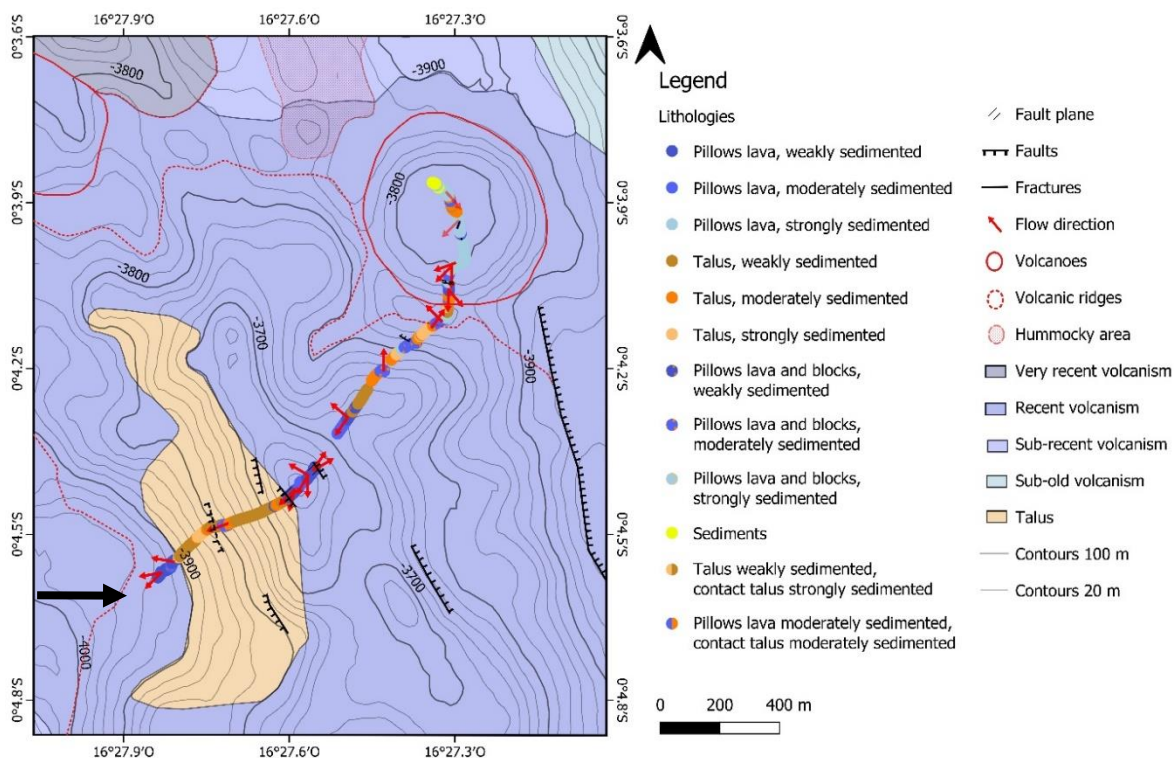 16°27.9'O 16°27.6'O 16°27.3'O
0°3.6'S 0°3.6'S
-3800
-3900
0°3.9'S 0°3.9'S
-3800
-3800
-3700
0°4.2'S 0°4.2'S
-3900
0°4.5'S 0°4.5'S
-3900
-3700
-4000
0°4.8'S 0°4.8'S
16°27.9'O 16°27.6'O 16°27.3'O
Legend
Lithologies
Pillows lava, weakly sedimented
Pillows lava, moderately sedimented
Pillows lava, strongly sedimented
Talus, weakly sedimented
Talus, moderately sedimented
Talus, strongly sedimented
Pillows lava and blocks,
weakly sedimented
Pillows lava and blocks,
moderately sedimented
Pillows lava and blocks,
strongly sedimented
Sediments
Talus weakly sedimented,
contact talus strongly sedimented
Pillows lava moderately sedimented,
contact talus moderately sedimented
Fault plane
Faults
Fractures
Flow direction
Volcanoes
Volcanic ridges
Hummocky area
Very recent volcanism
Recent volcanism
Sub-recent volcanism
Sub-old volcanism
Talus
Contours 100 m
Contours 20 m
0 200 400 m